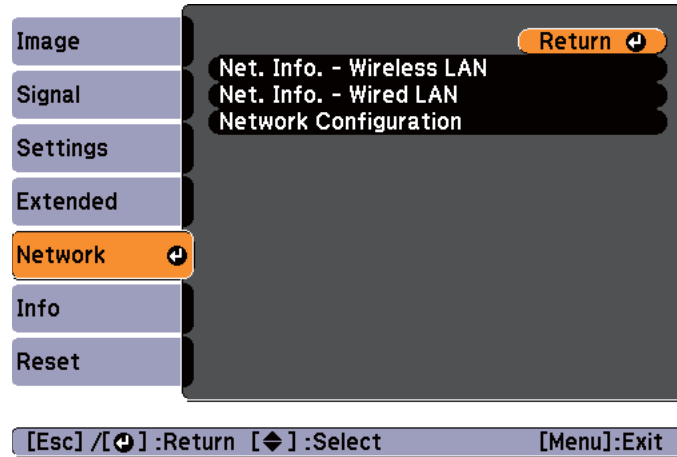 Image
Signal
Settings
Extended
Network
Info
Reset
Return
Net. Info. - Wireless LAN
Net. Info. - Wired LAN
Network Configuration
[Esc] /[ ] :Return [ ] :Select [Menu]:Exit